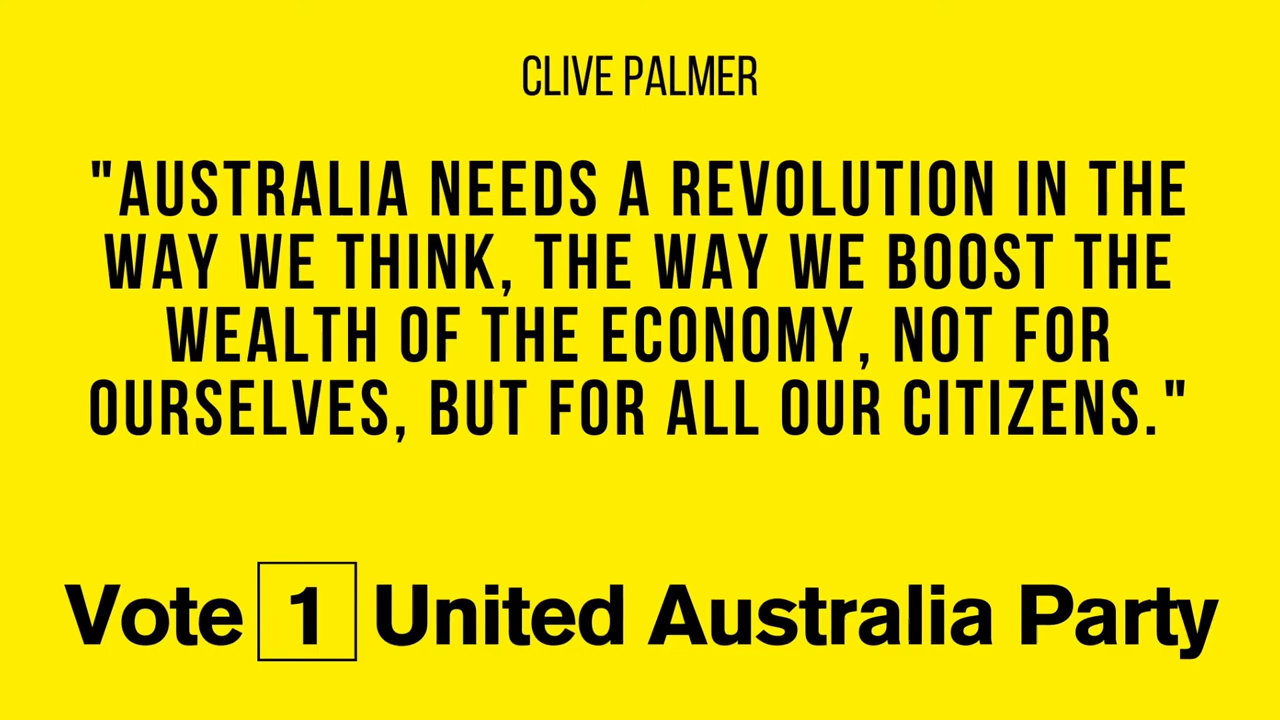 CLIVE PALMER
"AUSTRALIA NEEDS A REVOLUTION IN THE
WAY WE THINK, THE WAY WE BOOST THE
WEALTH OF THE ECONOMY, NOT FOR
OURSELVES, BUT FOR ALL OUR CITIZENS."
Vote 1 United Australia Party